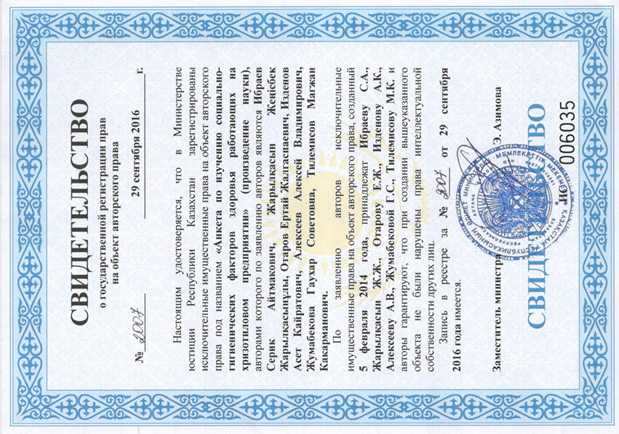 СВИДЕТЕЛЬСТВО
о государственной регистрации прав
на объект авторского права
№ 2007 29 сентября 2016 г.
Настоящим удостоверяется, что в Министерстве
юстиции Республики Казахстан зарегистрированы
исключительные имущественные права на объект авторского
права под названием «Анкета по изучению социально-
гигиенических факторов здоровья работающих на
хризотиловом предприятии» (произведение науки),
авторами которого по заявлению авторов являются Ибраев
Серик Айтмакович, Жарылкасын Женісбек
Жарылкасынұлы, Отаров Ертай Жалгаспаевич, Изденов
Асет Кайратович, Алексеев Алексей Владимирович,
Жумабекова Гаухар Советовна, Тилемисов Магжан
Какарманович.
По заявлению авторов исключительные
имущественные права на объект авторского права, созданный
5 февраля 2014 года, принадлежат Ибраеву С.А.,
Жарылкасын Ж.Ж., Отарову Е.Ж., Изденову А.К.,
Алексееву А.В., Жумабековой Г.С., Тилемисову М.К. и
авторы гарантируют, что при создании вышеуказанного
объекта не были нарушены права интеллектуальной
собственности других лиц.
Запись в реестре за № 2007 от 29 сентября
2016 года имеется.
Заместитель министра Э. Азимова
СВИДЕТЕЛЬСТВО
ИС 006035